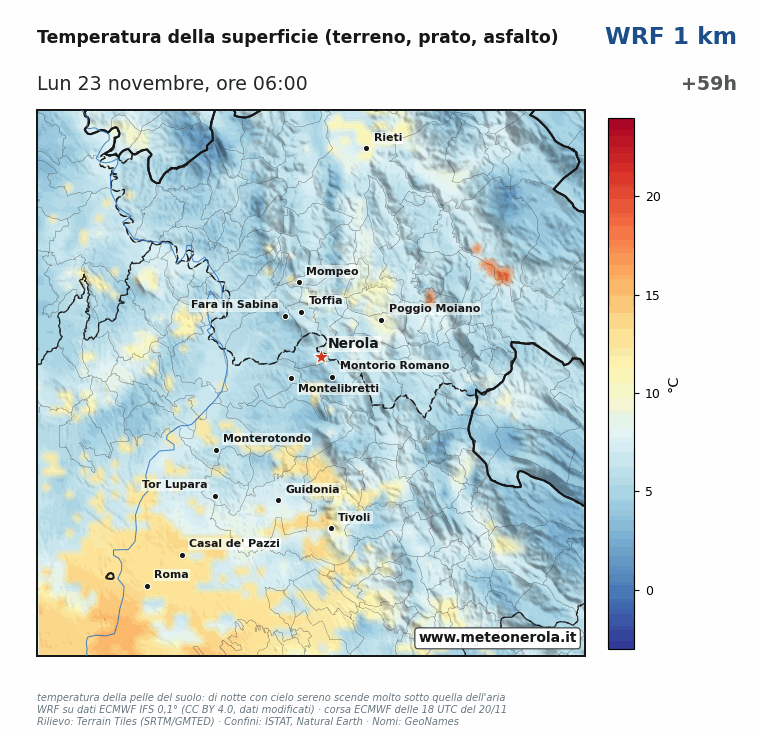 Temperatura della superficie (terreno, prato, asfalto)
WRF 1 km
Lun 23 novembre, ore 06:00
+59h
Rieti
Mompeo
Fara in Sabina
Toffia
Poggio Moiano
Nerola
Montorio Romano
Montelibretti
Monterotondo
Tor Lupara
Guidonia
Tivoli
Casal de' Pazzi
Roma
www.meteonerola.it
20
15
10
5
0
°C
temperatura della pelle del suolo: di notte con cielo sereno scende molto sotto quella dell'aria
WRF su dati ECMWF IFS 0,1° (CC BY 4.0, dati modificati) · corsa ECMWF delle 18 UTC del 20/11
Rilievo: Terrain Tiles (SRTM/GMTED) · Confini: ISTAT, Natural Earth · Nomi: GeoNames